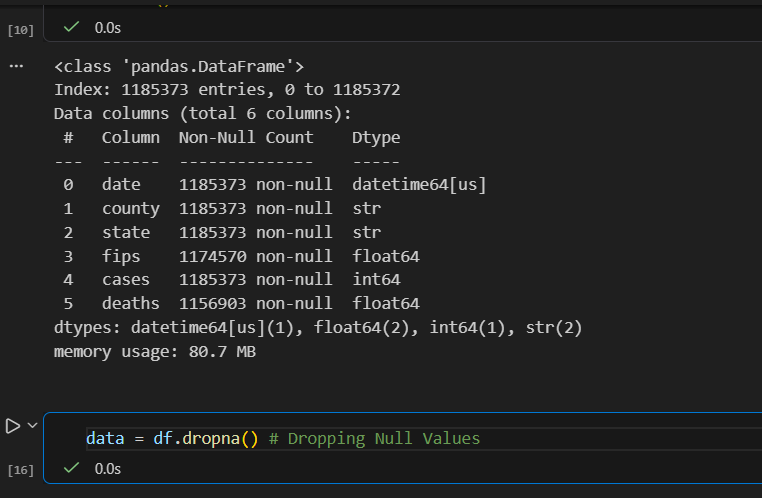 [10]
0.0s
...
<class 'pandas.DataFrame'>
Index: 1185373 entries, 0 to 1185372
Data columns (total 6 columns):
 #   Column  Non-Null Count    Dtype
---  ------  --------------    -----
 0   date    1185373 non-null  datetime64[us]
 1   county  1185373 non-null  str
 2   state   1185373 non-null  str
 3   fips    1174570 non-null  float64
 4   cases   1185373 non-null  int64
 5   deaths  1156903 non-null  float64
dtypes: datetime64[us](1), float64(2), int64(1), str(2)
memory usage: 80.7 MB
data = df.dropna() # Dropping Null Values
[16]
0.0s